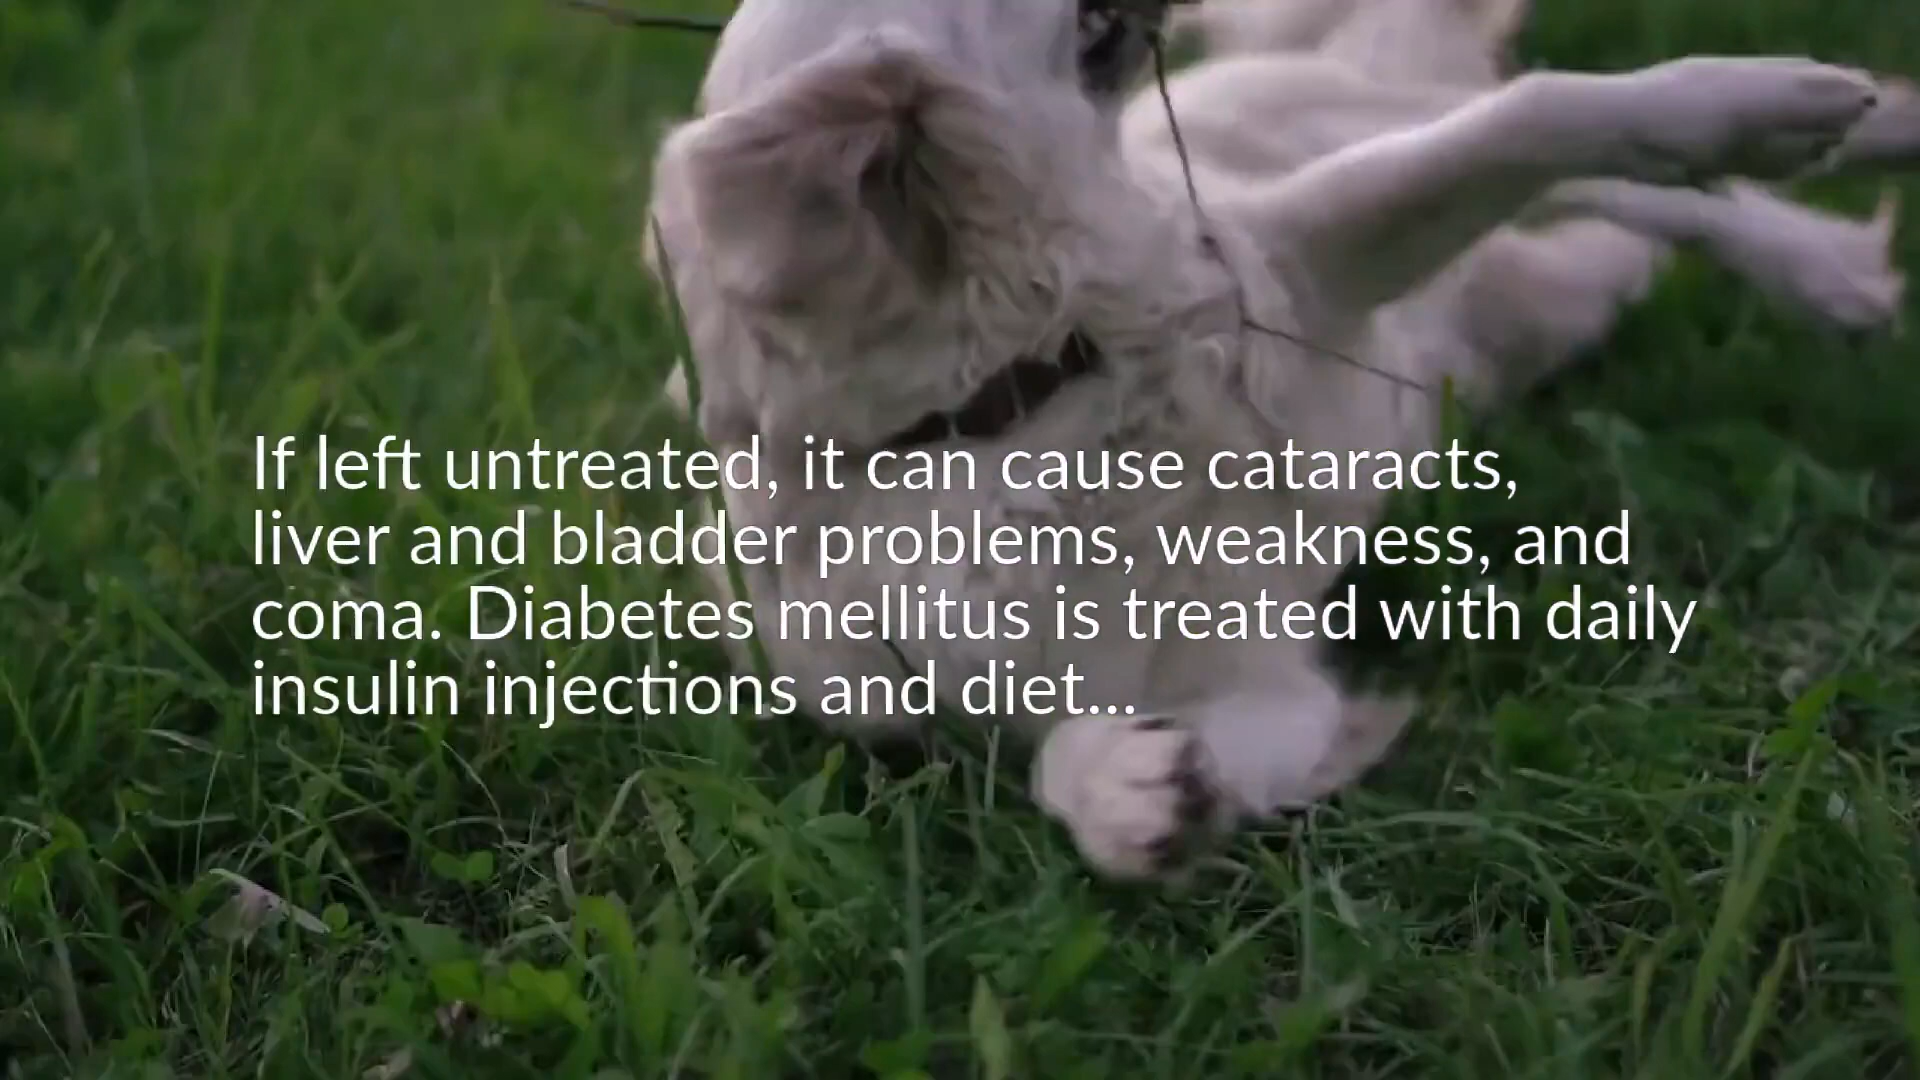 If left untreated, it can cause cataracts,
liver and bladder problems, weakness, and
coma. Diabetes mellitus is treated with daily
insulin injections and diet...